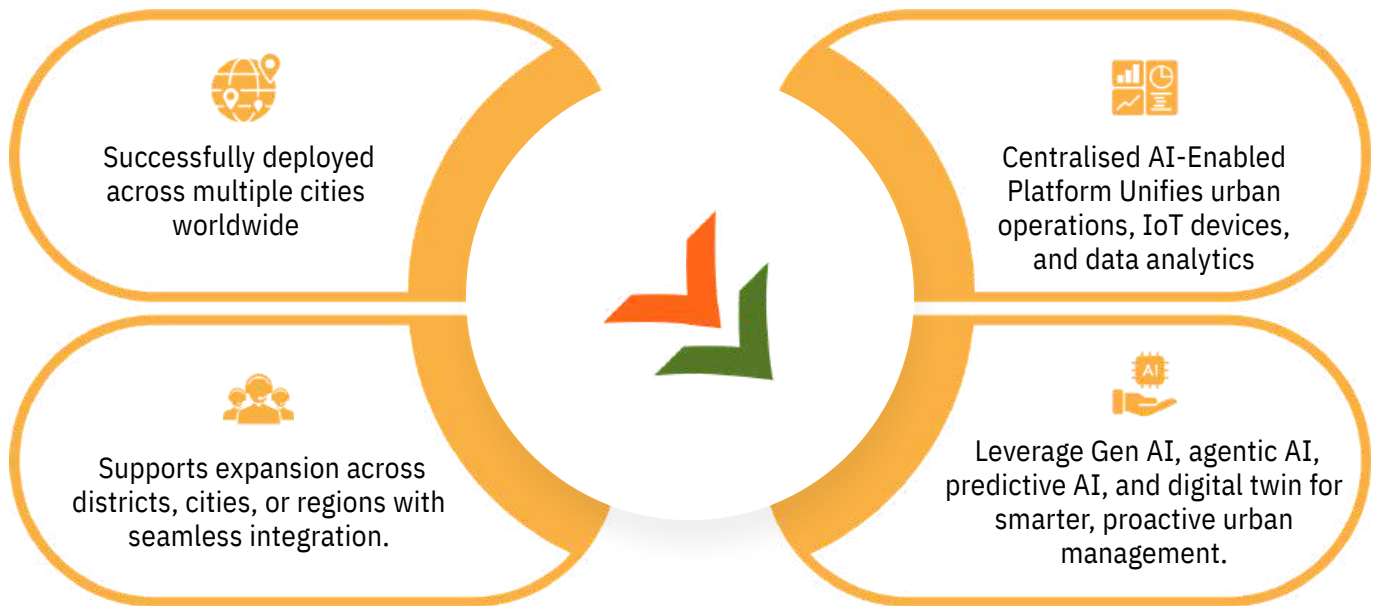 Successfully deployed
across multiple cities
worldwide
Centralised AI-Enabled
Platform Unifies urban
operations, IoT devices,
and data analytics
Supports expansion across
districts, cities, or regions with
seamless integration.
AI
Leverage Gen AI, agentic AI,
predictive AI, and digital twin for
smarter, proactive urban
management.